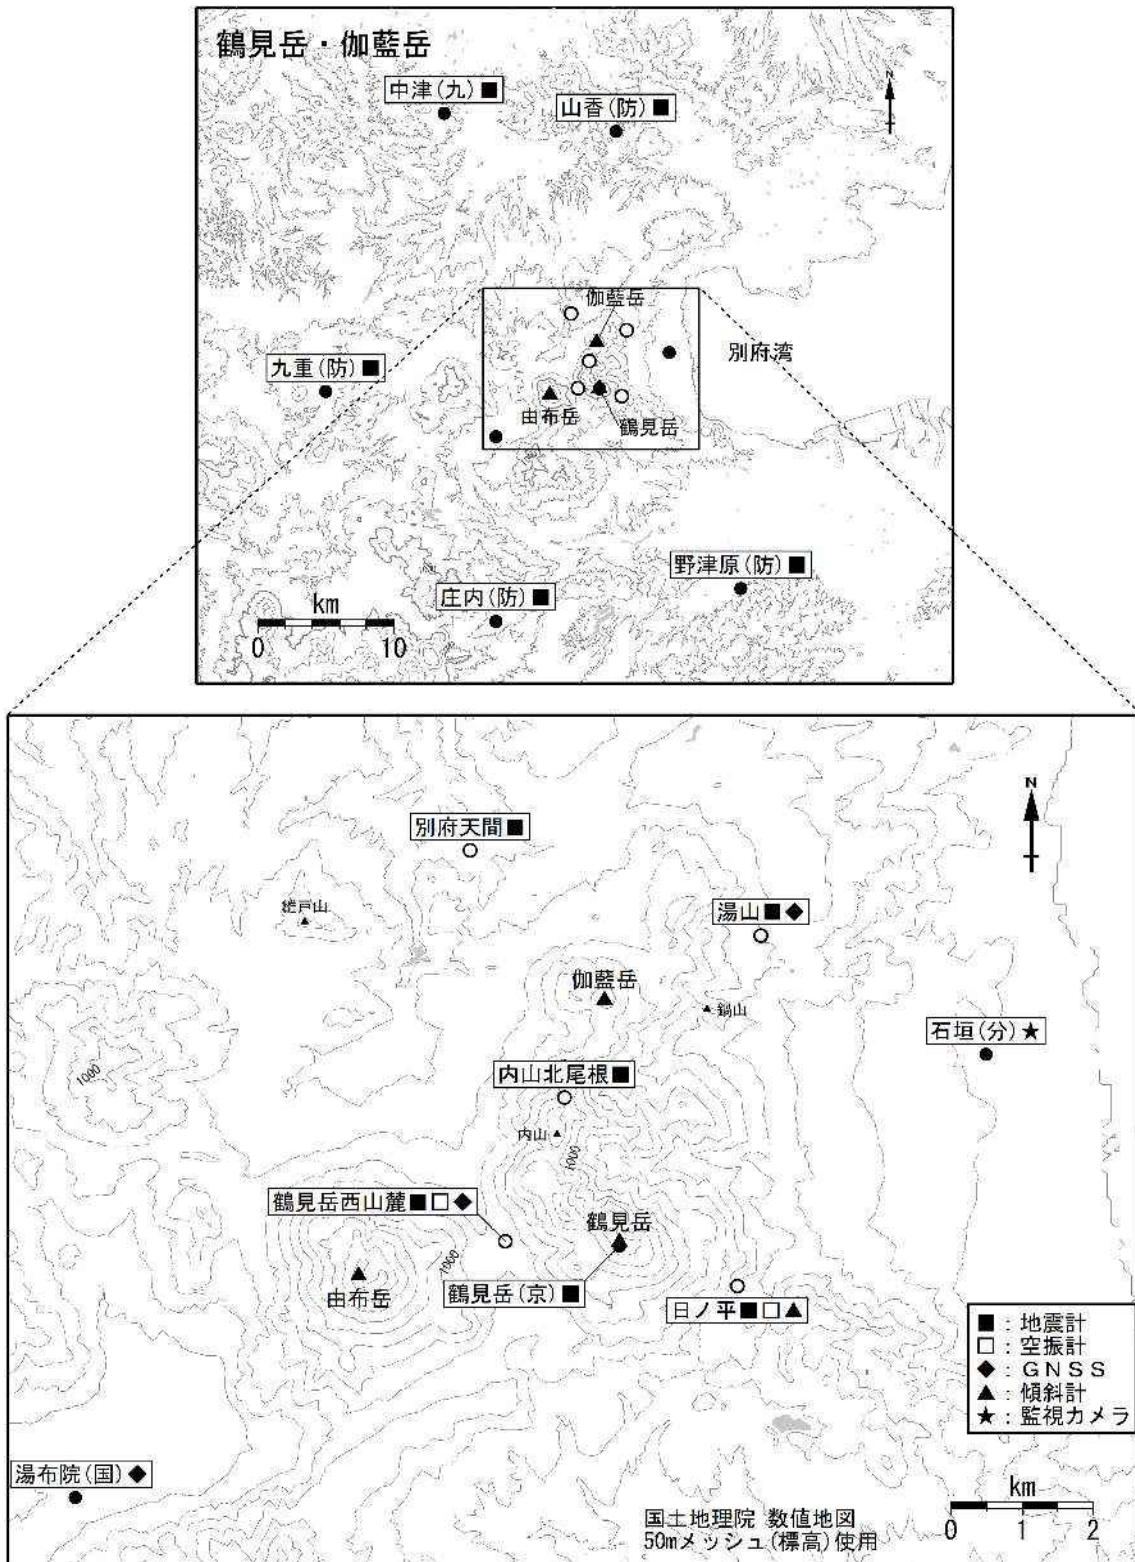 鶴見岳・伽藍岳
中津(九)■
山香(防)■
N
伽藍岳
別府湾
九重(防)■
由布岳
鶴見岳
野津原(防)■
庄内(防)■
km
0 10
N
別府天間■
湯山■◆
伽藍岳
鍋山
石垣(分)★
1000
内山北尾根■
内山
1000
鶴見岳西山麓■□◆
鶴見岳
1000
由布岳
鶴見岳(京)■
日ノ平■□▲
■:地震計
□:空振計
◆:GNSS
▲:傾斜計
★:監視カメラ
湯布院(国)◆
km
0 1 2
国土地理院 数値地図
50mメッシュ(標高)使用